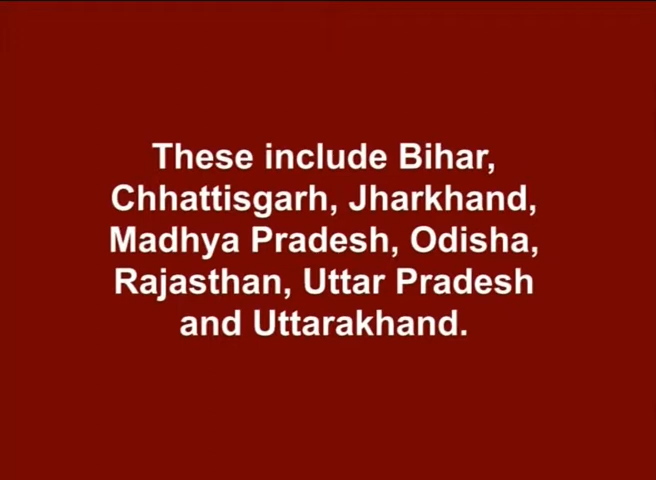 These include Bihar,
Chhattisgarh, Jharkhand,
Madhya Pradesh, Odisha,
Rajasthan, Uttar Pradesh
and Uttarakhand.